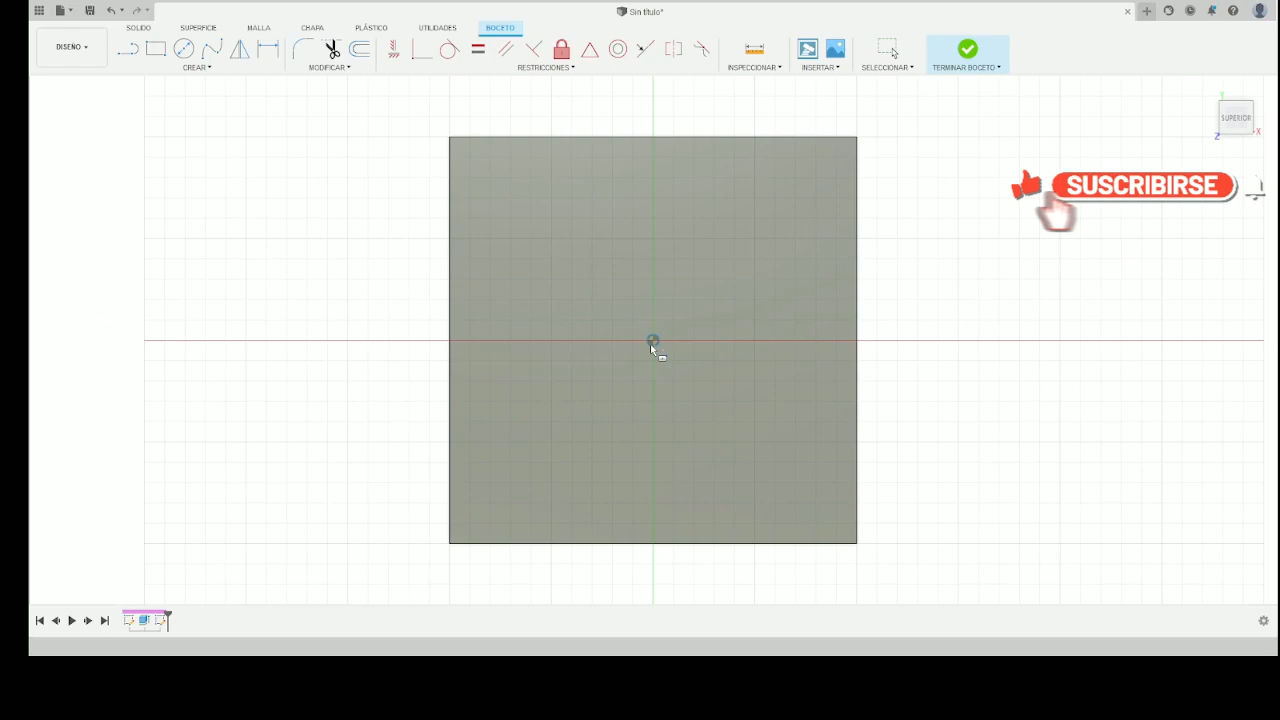 Sin título*
SOLIDO SUPERFICIE MALLA CHAPA PLÁSTICO UTILIDADES BOCETO
DISEÑO
CREAR MODIFICAR RESTRICCIONES INSPECCIONAR INSERTAR SELECCIONAR TERMINAR BOCETO
SUPERIOR
Y
X
Z
SUSCRIBIRSE